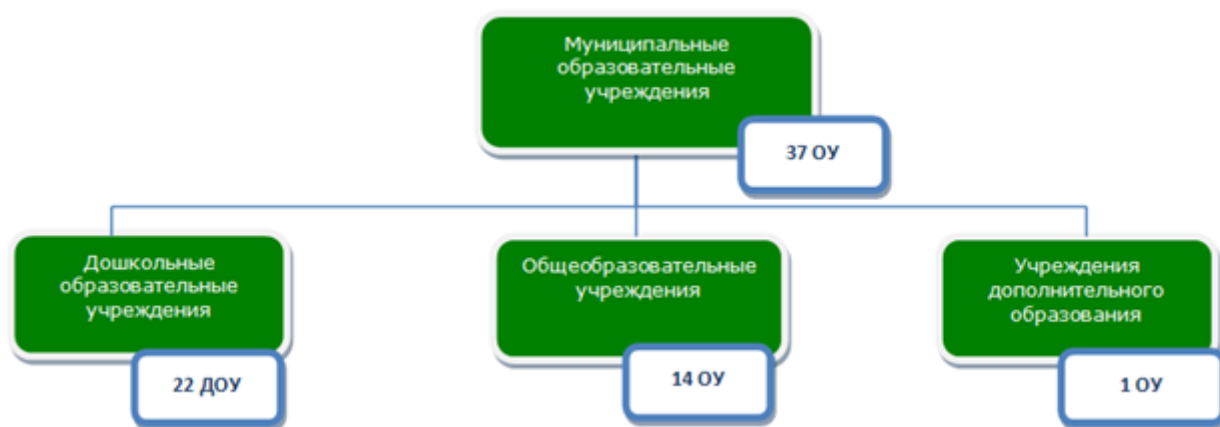 Муниципальные
образовательные
учреждения
37 ОУ
Дошкольные
образовательные
учреждения
22 ДОУ
Общеобразовательные
учреждения
14 ОУ
Учреждения
дополнительного
образования
1 ОУ